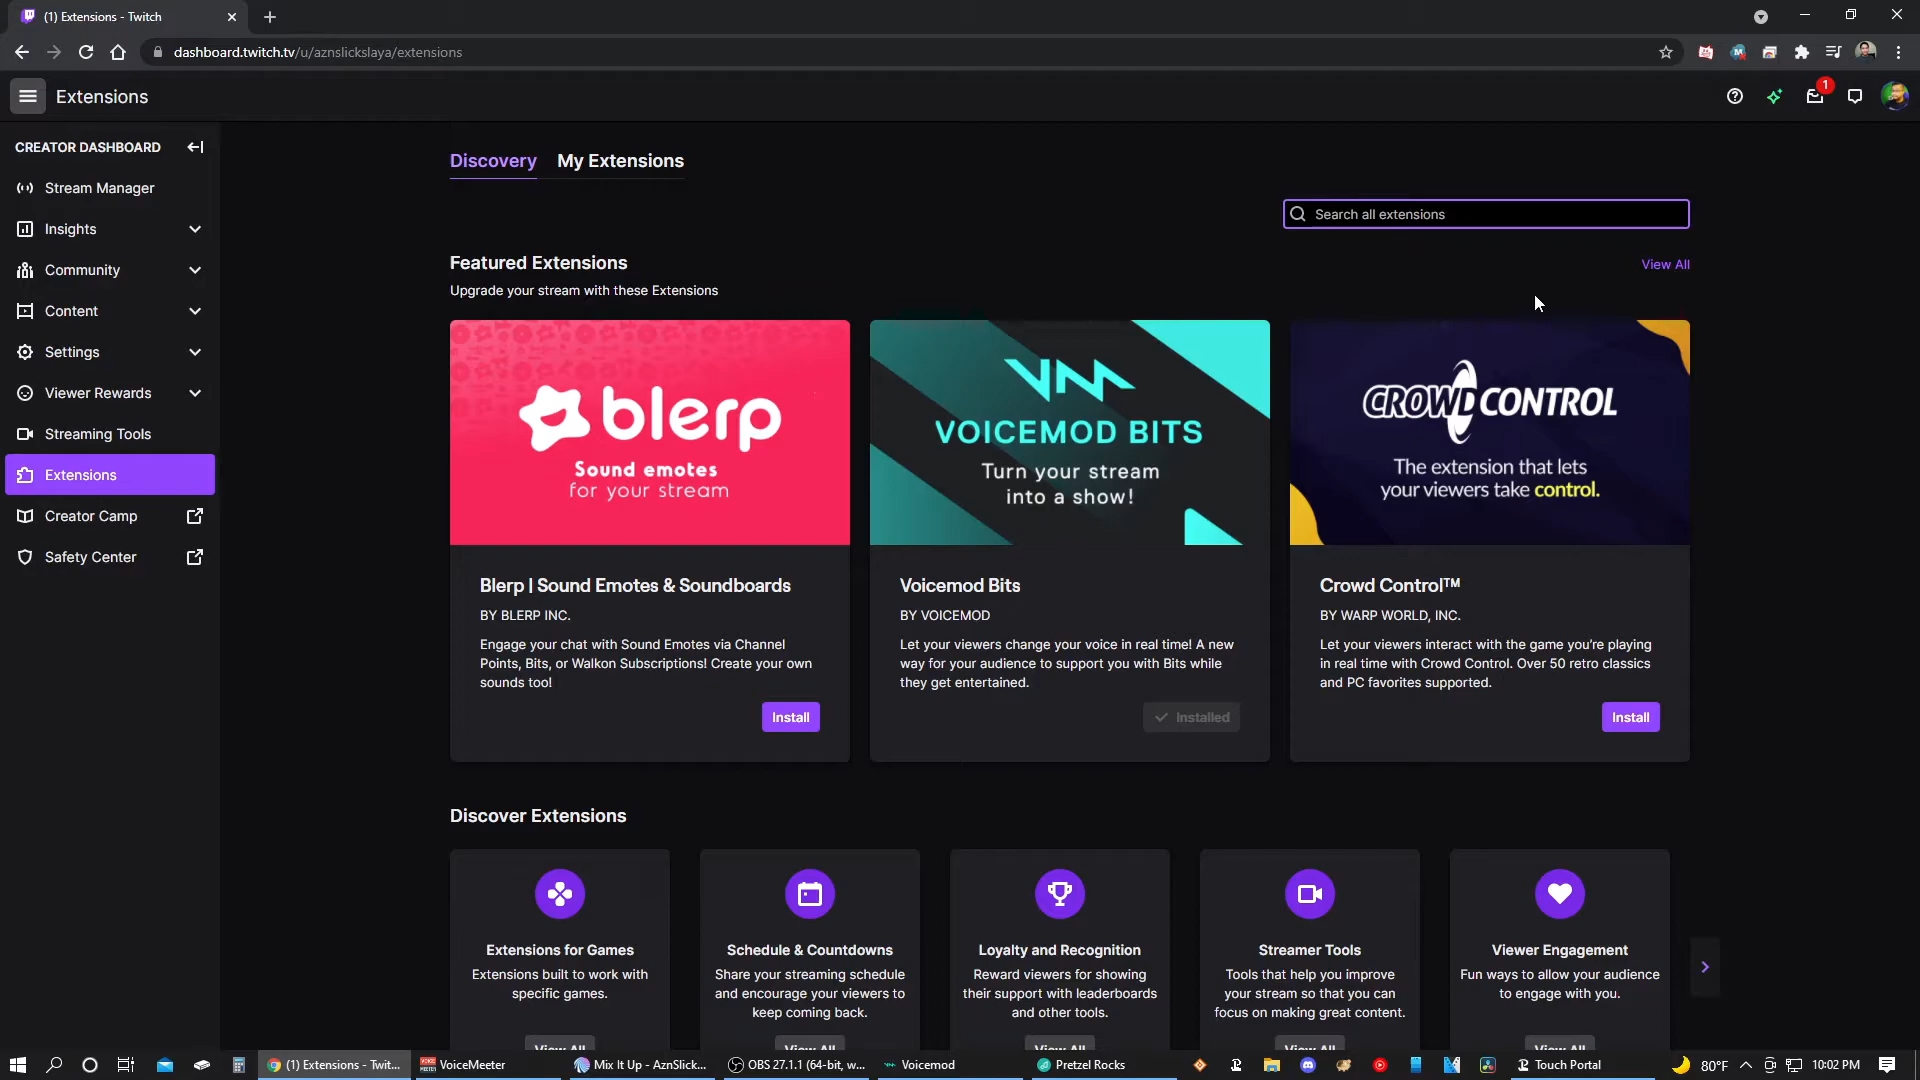 (1) Extensions - Twitch
dashboard.twitch.tv/u/aznslickslaya/extensions
Extensions
1
CREATOR DASHBOARD
Stream Manager
Insights
Community
Content
Settings
Viewer Rewards
Streaming Tools
Extensions
Creator Camp
Safety Center
Discovery
My Extensions
Search all extensions
Featured Extensions
View All
Upgrade your stream with these Extensions
blerp
Sound emotes
for your stream
Blerp | Sound Emotes & Soundboards
BY BLERP INC.
Engage your chat with Sound Emotes via Channel
Points, Bits, or Walkon Subscriptions! Create your own
sounds too!
Install
VM
VOICEMOD BITS
Turn your stream
into a show!
Voicemod Bits
BY VOICEMOD
Let your viewers change your voice in real time! A new
way for your audience to support you with Bits while
they get entertained.
Installed
CROWD CONTROL
The extension that lets
your viewers take control.
Crowd Control™
BY WARP WORLD, INC.
Let your viewers interact with the game you're playing
in real time with Crowd Control. Over 50 retro classics
and PC favorites supported.
Install
Discover Extensions
Extensions for Games
Extensions built to work with
specific games.
View All
Schedule & Countdowns
Share your streaming schedule
and encourage your viewers to
keep coming back.
View All
Loyalty and Recognition
Reward viewers for showing
their support with leaderboards
and other tools.
View All
Streamer Tools
Tools that help you improve
your stream so that you can
focus on making great content.
View All
Viewer Engagement
Fun ways to allow your audience
to engage with you.
View All
(1) Extensions - Twit...
VoiceMeeter
Mix It Up - AznSlick...
OBS 27.1.1 (64-bit, w...
Voicemod
Pretzel Rocks
Touch Portal
80°F
10:02 PM